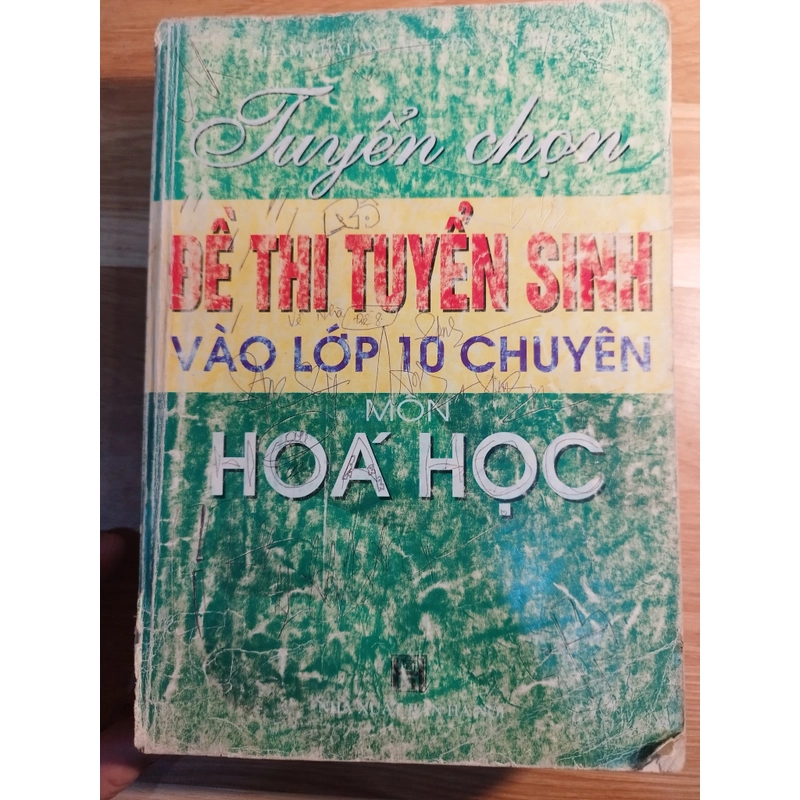 Tuyển chọn
ĐỀ THI TUYỂN SINH
VÀO LỚP 10 CHUYÊN
MÔN
HOÁ HỌC